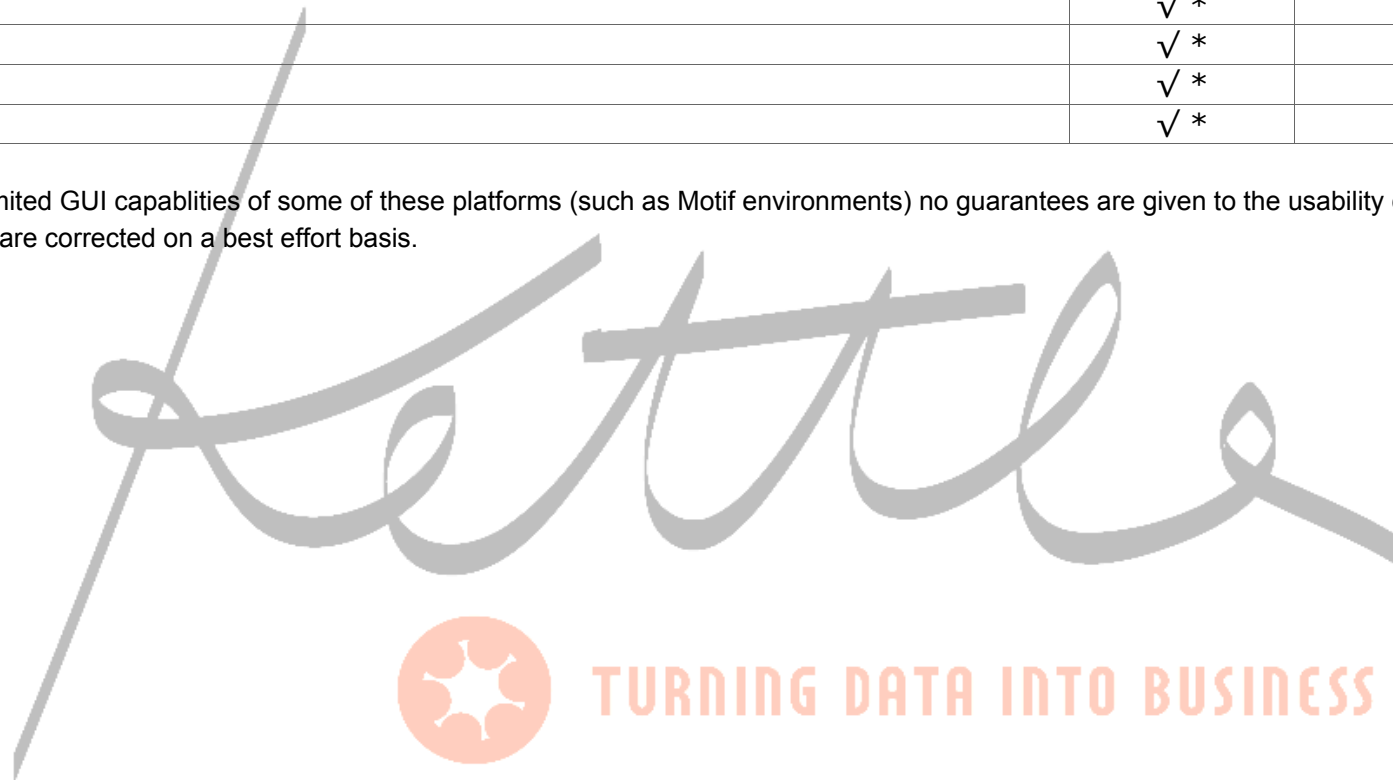 √ *
√ *
√ *
√ *
mited GUI capablities of some of these platforms (such as Motif environments) no guarantees are given to the usability
are corrected on a best effort basis.
Kettle
TURNING DATA INTO BUSINESS